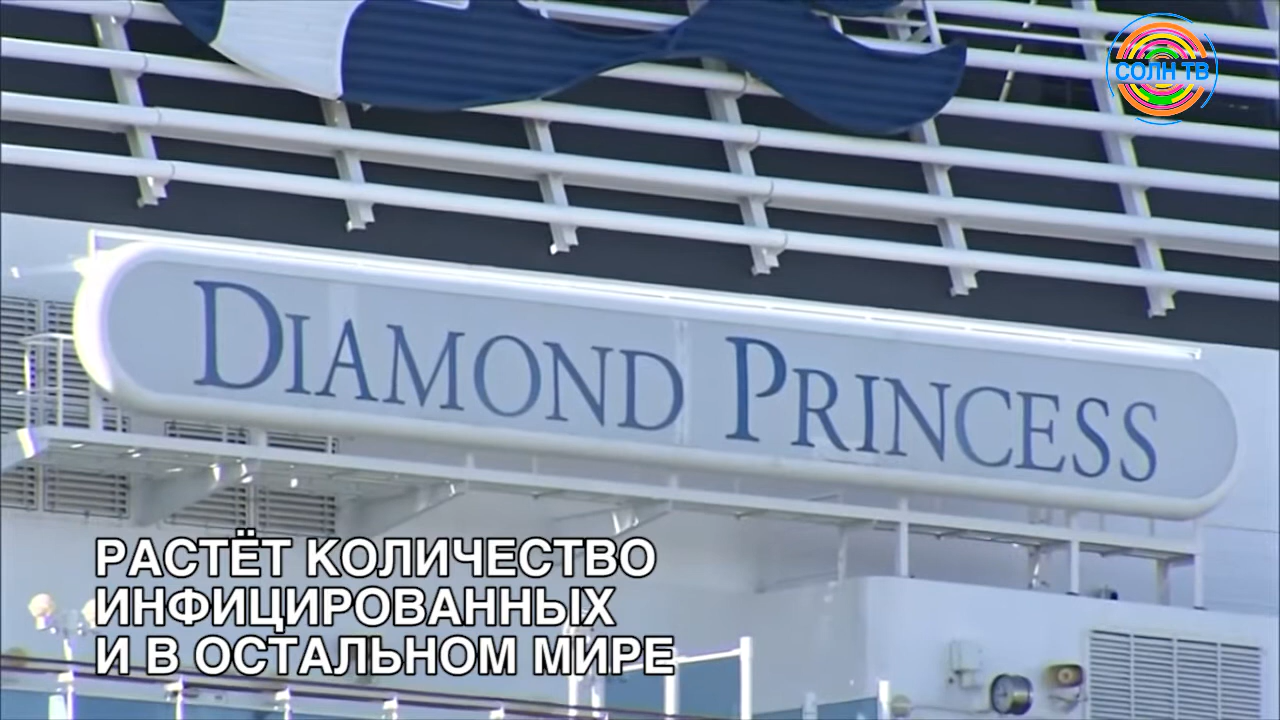 СОЛН ТВ
DIAMOND PRINCESS
РАСТЁТ КОЛИЧЕСТВО
ИНФИЦИРОВАННЫХ
И В ОСТАЛЬНОМ МИРЕ